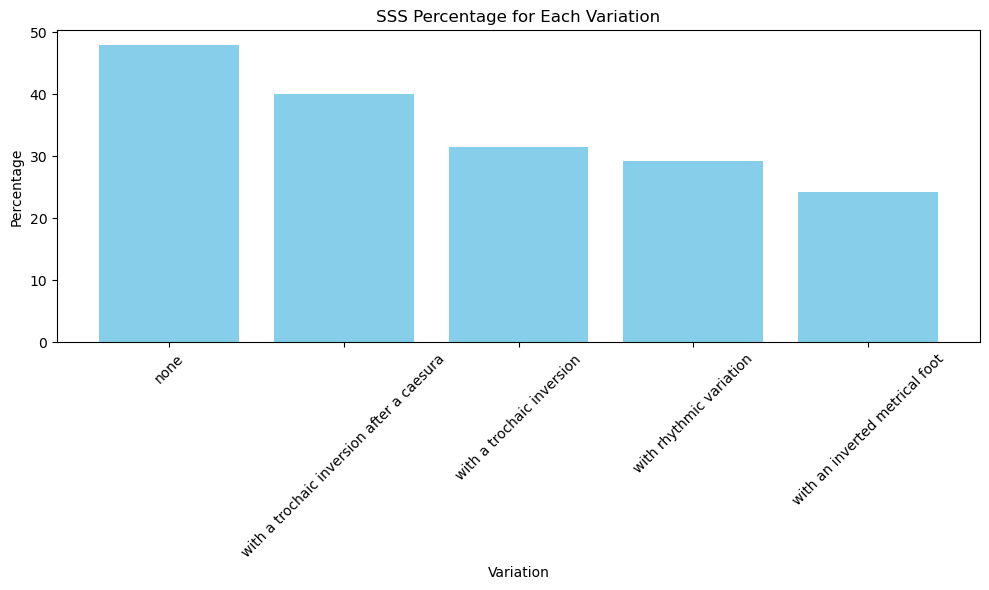 SSS Percentage for Each Variation
Percentage
50
40
30
20
10
0
none
with a trochaic inversion after a caesura
with a trochaic inversion
with rhythmic variation
with an inverted metrical foot
Variation